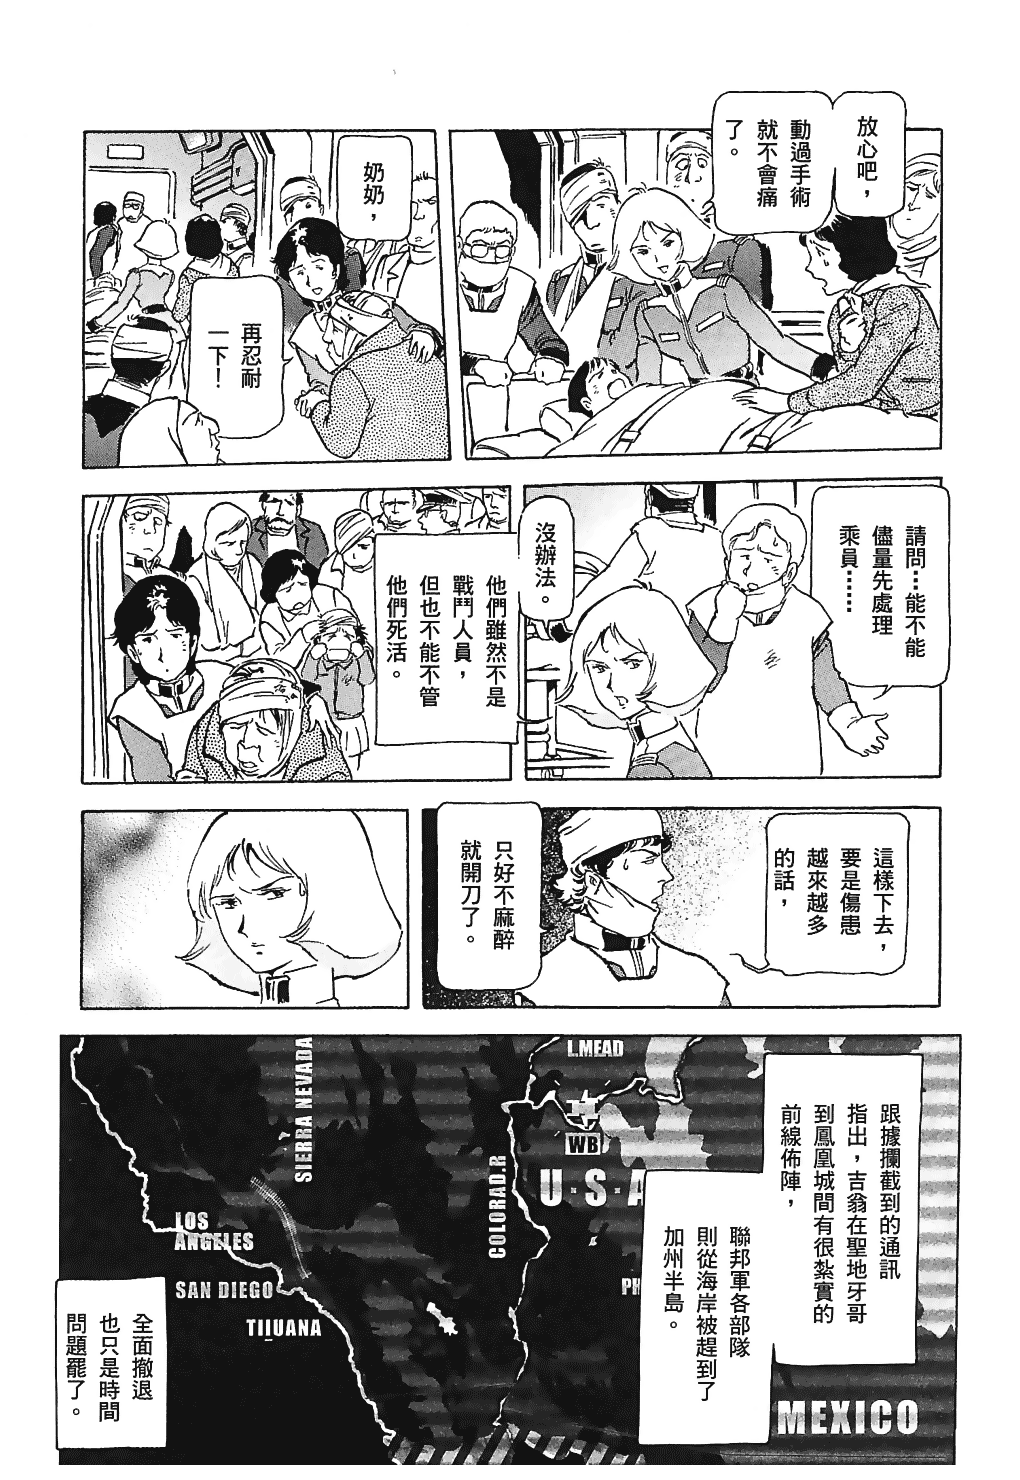 放心吧，
動過手術
就不會痛
了。
奶奶，
再忍耐
一下！
請問……能不能
儘量先處理
乘員……
沒辦法。
他們雖然不是
戰鬥人員，
但也不能不管
他們死活。
這樣下去，
要是傷患
越來越多
的話，
只好不麻醉
就開刀了。
跟據攔截到的通訊
指出，吉翁在聖地牙哥
到鳳凰城間有很紮實的
前線佈陣，
聯邦軍各部隊
則從海岸被趕到了
加州半島。
全面撤退
也只是時間
問題罷了。
L.MEAD
SIERRA NEVADA
WB
U·S·A
COLORAD.R
LOS
ANGELES
SAN DIEGO
PH
TIJUANA
MEXICO